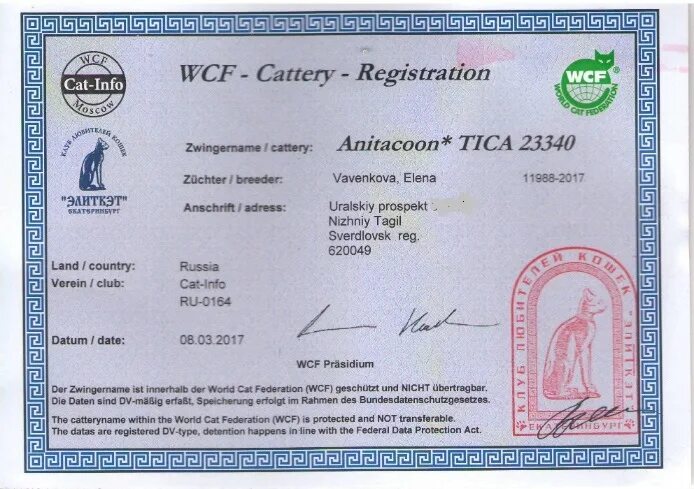 WCF
Cat-Info
Moscow
WCF - Cattery - Registration
WCF
®
WORLD CAT FEDERATION
КЛУБ ЛЮБИТЕЛЕЙ КОШЕК
"ЭЛИТКЭТ"
ЕКАТЕРИНБУРГ
Zwingername / cattery: Anitacoon* TICA 23340
Züchter / breeder: Vavenkova, Elena 11988-2017
Anschrift / adress: Uralskiy prospekt
Nizhniy Tagil
Sverdlovsk reg.
620049
Land / country: Russia
Verein / club: Cat-Info
RU-0164
Datum / date: 08.03.2017
WCF Präsidium
КЛУБ ЛЮБИТЕЛЕЙ КОШЕК "ЭЛИТКЭТ"
ЕКАТЕРИНБУРГ
Der Zwingername ist innerhalb der World Cat Federation (WCF) geschützt und NICHT übertragbar.
Die Daten sind DV-mäßig erfaßt, Speicherung erfolgt im Rahmen des Bundesdatenschutzgesetzes.
The catteryname within the World Cat Federation (WCF) is protected and NOT transferable.
The datas are registered DV-type, detention happens in line with the Federal Data Protection Act.